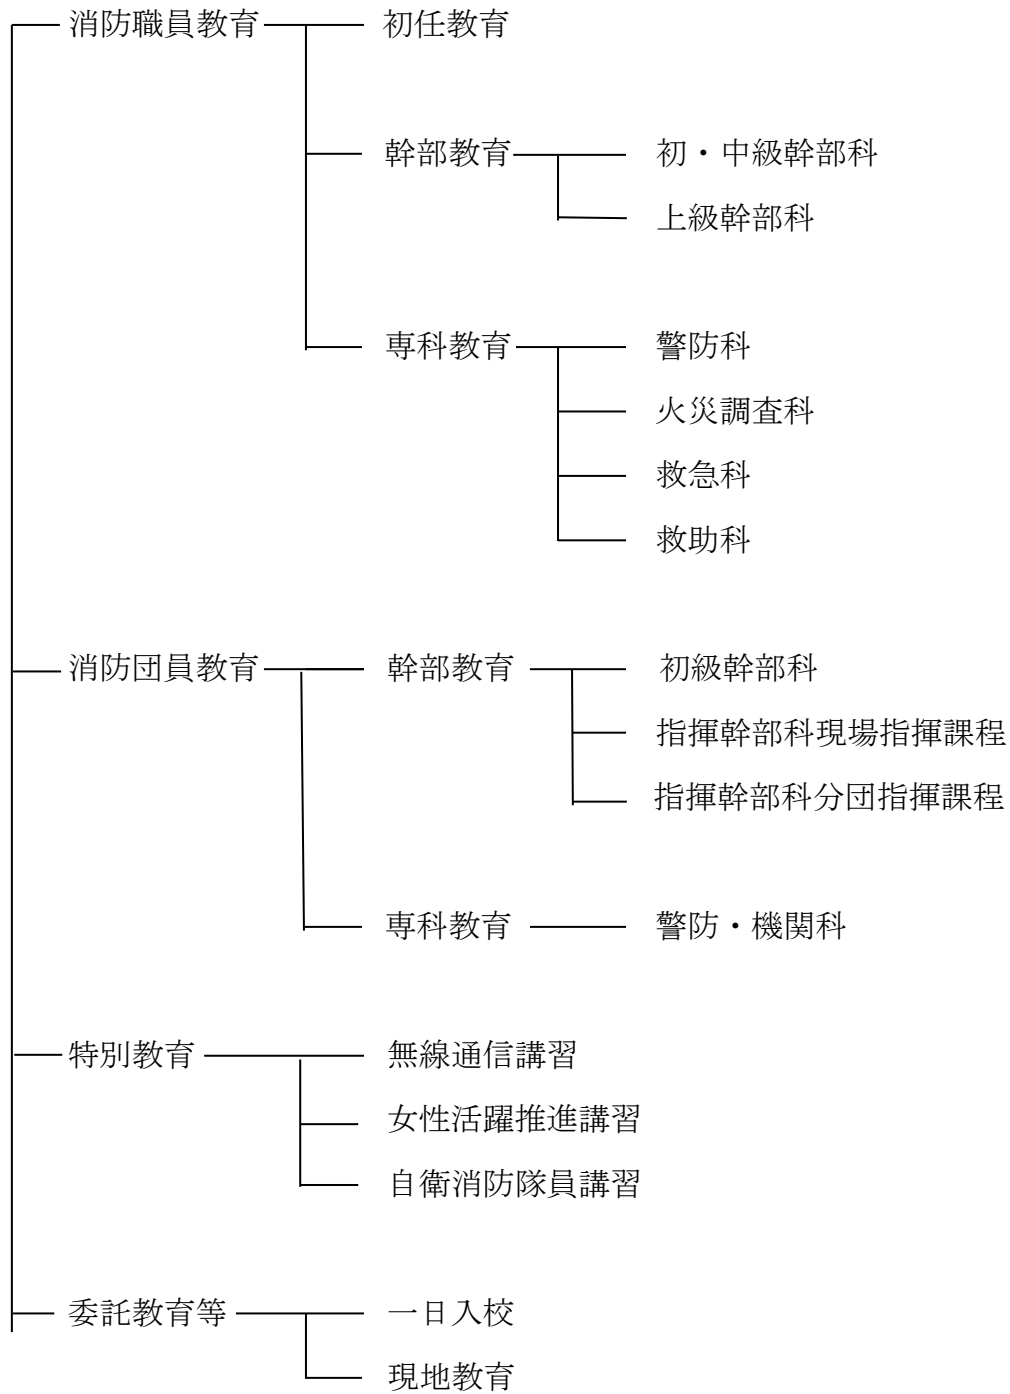 消防職員教育 初任教育
幹部教育 初・中級幹部科
上級幹部科
専科教育 警防科
火災調査科
救急科
救助科
消防団員教育 幹部教育 初級幹部科
指揮幹部科現場指揮課程
指揮幹部科分団指揮課程
専科教育 警防・機関科
特別教育 無線通信講習
女性活躍推進講習
自衛消防隊員講習
委託教育等 一日入校
現地教育